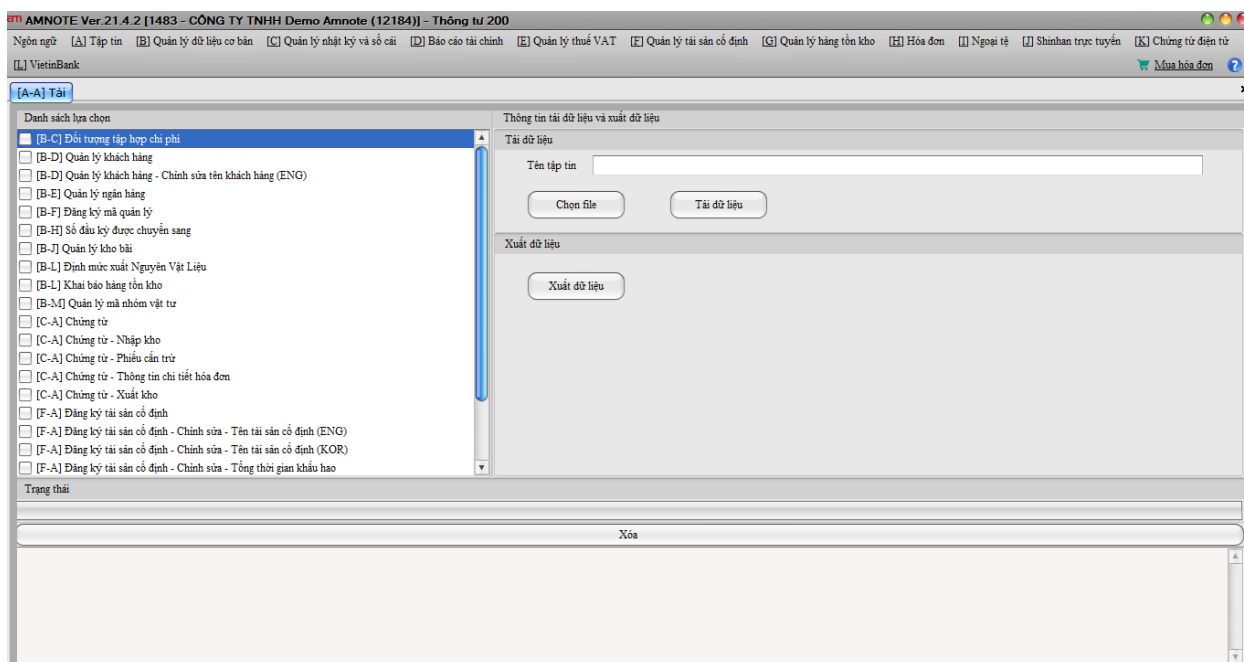 AMNOTE Ver.21.4.2 [1483 - CÔNG TY TNHH Demo Amnote (12184)] - Thông tư 200
Ngôn ngữ [A] Tập tin [B] Quản lý dữ liệu cơ bản [C] Quản lý nhật ký và sổ cái [D] Báo cáo tài chính [E] Quản lý thuế VAT [F] Quản lý tài sản cố định [G] Quản lý hàng tồn kho [H] Hóa đơn [I] Ngoại tệ [J] Shinhan trực tuyến [K] Chứng từ điện tử
[L] VietinBank Mua hóa đơn
[A-A] Tải
Danh sách lựa chọn
[B-C] Đối tượng tập hợp chi phí
[B-D] Quản lý khách hàng
[B-D] Quản lý khách hàng - Chỉnh sửa tên khách hàng (ENG)
[B-E] Quản lý ngân hàng
[B-F] Đăng ký mã quản lý
[B-H] Số đầu kỳ được chuyển sang
[B-J] Quản lý kho bãi
[B-L] Định mức xuất Nguyên Vật Liệu
[B-L] Khai báo hàng tồn kho
[B-M] Quản lý mã nhóm vật tư
[C-A] Chứng từ
[C-A] Chứng từ - Nhập kho
[C-A] Chứng từ - Phiếu cấn trừ
[C-A] Chứng từ - Thông tin chi tiết hóa đơn
[C-A] Chứng từ - Xuất kho
[F-A] Đăng ký tài sản cố định
[F-A] Đăng ký tài sản cố định - Chỉnh sửa - Tên tài sản cố định (ENG)
[F-A] Đăng ký tài sản cố định - Chỉnh sửa - Tên tài sản cố định (KOR)
[F-A] Đăng ký tài sản cố định - Chỉnh sửa - Tổng thời gian khấu hao
Thông tin tải dữ liệu và xuất dữ liệu
Tải dữ liệu
Tên tập tin
Chọn file Tải dữ liệu
Xuất dữ liệu
Xuất dữ liệu
Trạng thái
Xóa